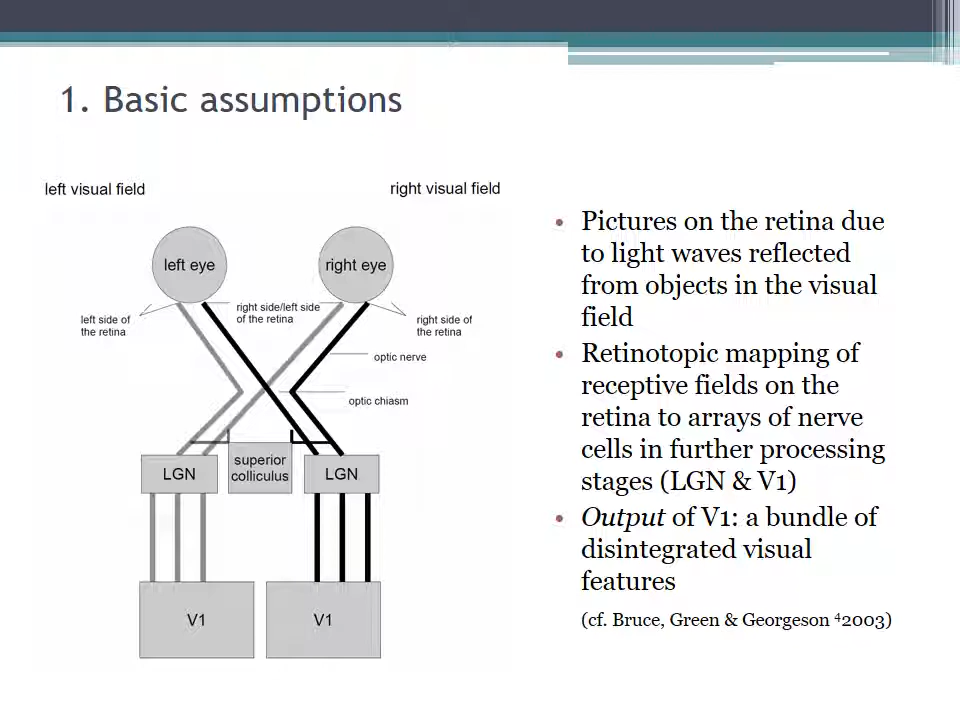 1. Basic assumptions
left visual field
right visual field
left eye
right eye
left side of
the retina
right side/left side
of the retina
right side of
the retina
optic nerve
optic chiasm
LGN
superior
colliculus
LGN
V1
V1
• Pictures on the retina due
to light waves reflected
from objects in the visual
field
• Retinotopic mapping of
receptive fields on the
retina to arrays of nerve
cells in further processing
stages (LGN & V1)
• Output of V1: a bundle of
disintegrated visual
features
(cf. Bruce, Green & Georgeson ⁴2003)